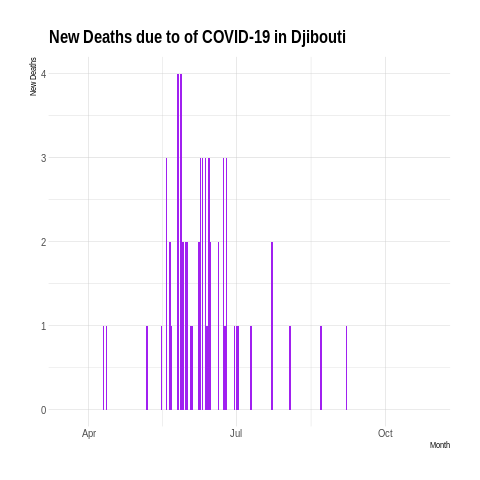 New Deaths due to of COVID-19 in Djibouti
New Deaths
4
3
2
1
0
Apr
Jul
Oct
Month